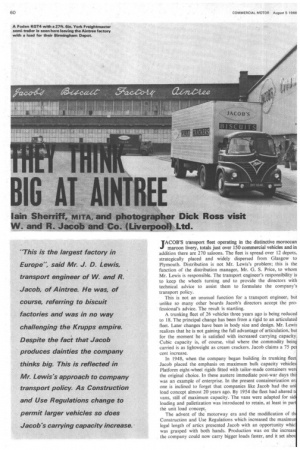 60
COMMERCIAL MOTOR August 5 1966
A Foden
semi-trailer is seen here leaving the Aintree factory
with a load for their Birmingham Depot.
Jacob's Biscuit Factory Aintree
JACOB'S
BISCUITS
THEY THINK
BIG AT AINTREE
Iain Sherriff, MITA, and photographer Dick Ross visit
W. and R. Jacob and Co. (Liverpool) Ltd.
"This is the largest factory in
Europe", said Mr. J. D. Lewis,
transport engineer of W. and R.
Jacob, of Aintree. He was, of
course, referring to biscuit
factories and was in no way
challenging the Krupps empire.
Despite the fact that Jacob
produces dainties the company
thinks big. This is reflected in
Mr. Lewis's approach to company
transport policy. As Construction
and Use Regulations change to
permit larger vehicles so does
Jacob's carrying capacity increase.
JACOB'S transport fleet operating in the distinctive moroccan
maroon livery, totals just over 150 commercial vehicles and in
addition there are 270 saloons. The fleet is spread over 12 depots,
strategically placed and widely dispersed from Glasgow to
Plymouth. Distribution is not Mr. Lewis's problem; this is the
function of the distribution manager, Mr. G. S. Price, to whom
Mr. Lewis is responsible. The transport engineer's responsibility is
to keep the wheels turning and to provide the directors with
technical advice to assist them to formulate the company's
transport policy.
This is not an unusual function for a transport engineer, but
unlike so many other boards Jacob's directors accept the pro-
fessional's advice. The result is startling.
A trunking fleet of 28 vehicles three years ago is being reduced
to 18. The principal change has been from a rigid to an articulated
fleet. Later changes have been in body size and design. Mr. Lewis
realizes that he is not gaining the full advantage of articulation, but
for the moment he is satisfied with increased carrying capacity.
Cubic capacity is, of course, vital where the commodity being
carried is as lightweight as cream crackers. Jacob claims a 75 per
cent increase.
In 1948, when the company began building its trunking fleet
Jacob placed the emphasis on maximum bulk capacity vehicles.
Platform eight-wheel rigids fitted with tailor-made containers were
the original choice. In those austere immediate post-war days this
was an example of enterprise. In the present containerization era
one is inclined to forget that companies like Jacob had the unit
load concept almost 20 years ago. By 1954 the fleet had altered to
vans, still of maximum capacity. The vans were adapted for side
loading and palletization was introduced to retain, at least in part,
the unit load concept.
The advent of the motorway era and the modification of the
Construction and Use Regulations which increased the maximum
legal length of artics presented Jacob with an opportunity which
was grasped with both hands. Production was on the increase,
the company could now carry bigger loads faster, and it set about